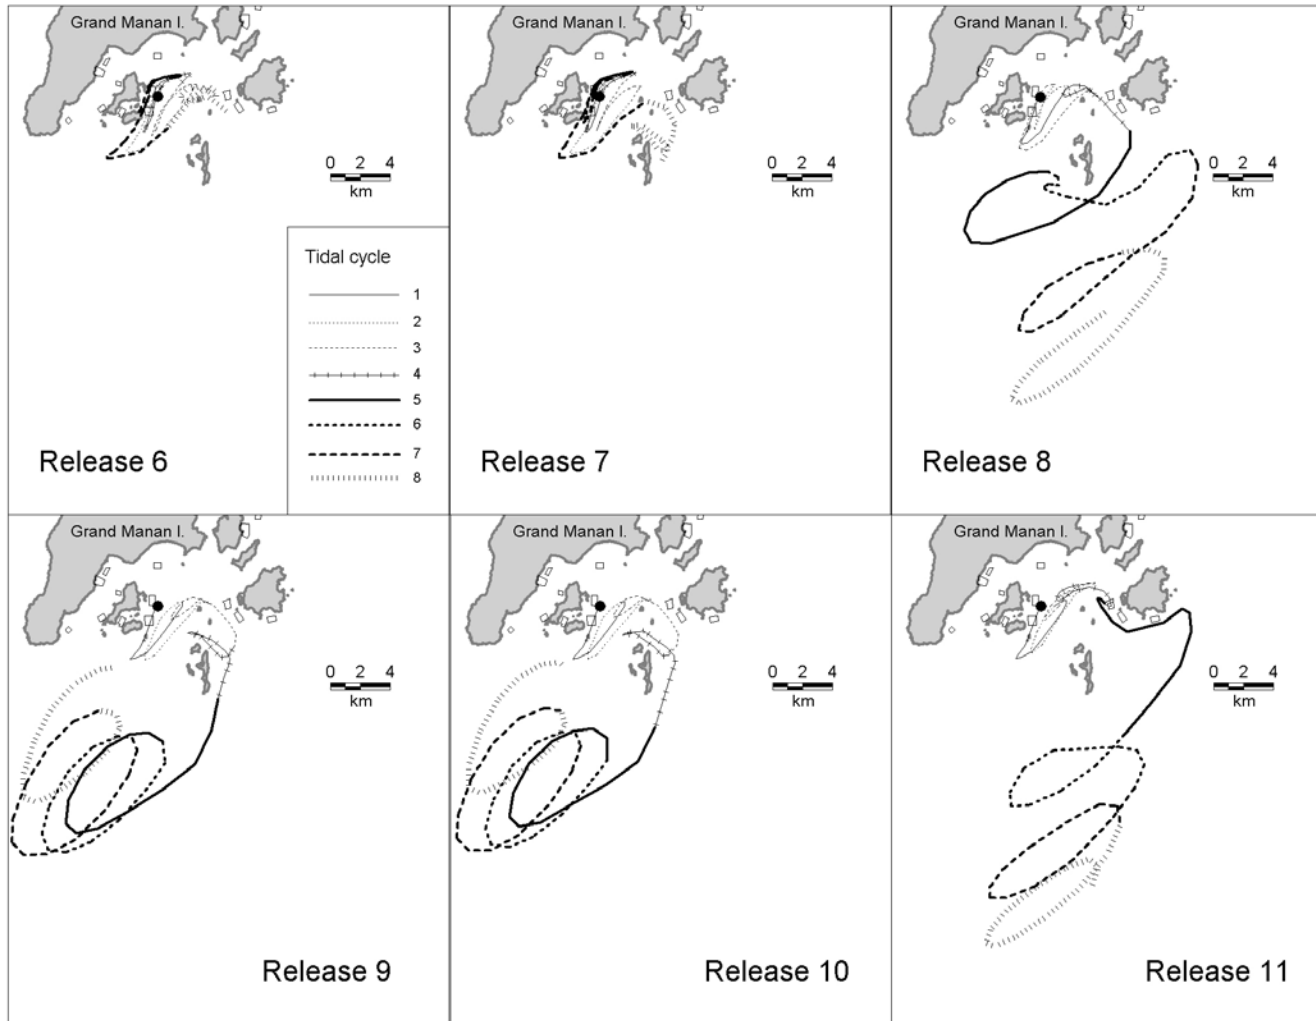 Grand Manan I.
0 2 4
km
Tidal cycle
1
2
3
4
5
6
7
8
Release 6
Grand Manan I.
0 2 4
km
Release 7
Grand Manan I.
0 2 4
km
Release 8
Grand Manan I.
0 2 4
km
Release 9
Grand Manan I.
0 2 4
km
Release 10
Grand Manan I.
0 2 4
km
Release 11